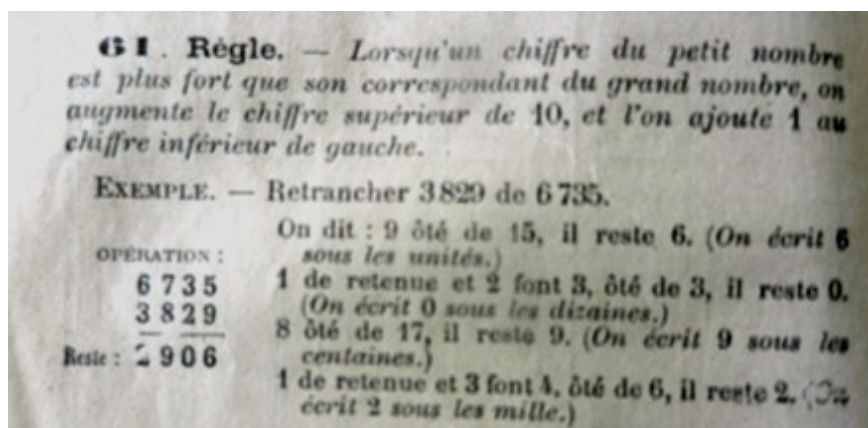 61. Règle. — Lorsqu'un chiffre du petit nombre
est plus fort que son correspondant du grand nombre, on
augmente le chiffre supérieur de 10, et l'on ajoute 1 au
chiffre inférieur de gauche.
EXEMPLE. — Retrancher 3829 de 6735.
OPÉRATION :
6735
3829
Reste : 2906
On dit : 9 ôté de 15, il reste 6. (On écrit 6
sous les unités.)
1 de retenue et 2 font 3, ôté de 3, il reste 0.
(On écrit 0 sous les dizaines.)
8 ôté de 17, il reste 9. (On écrit 9 sous les
centaines.)
1 de retenue et 3 font 4, ôté de 6, il reste 2. (On
écrit 2 sous les mille.)